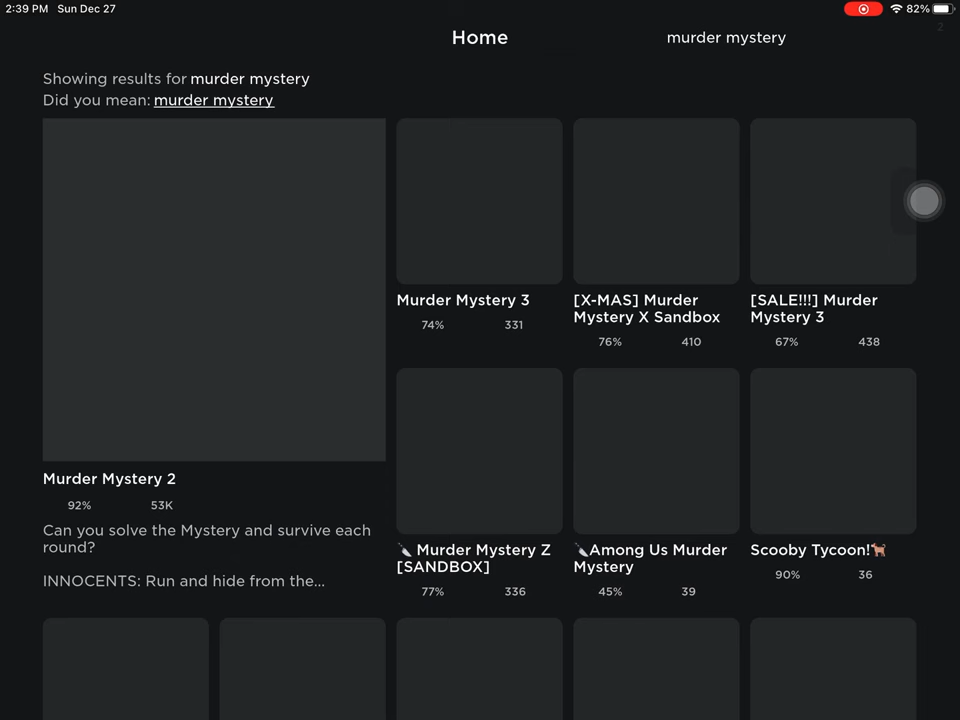 2:39 PM Sun Dec 27
82%
2
Home
murder mystery
Showing results for murder mystery
Did you mean: murder mystery
Murder Mystery 2
92% 53K
Can you solve the Mystery and survive each
round?
INNOCENTS: Run and hide from the...
Murder Mystery 3
74% 331
[X-MAS] Murder
Mystery X Sandbox
76% 410
[SALE!!!] Murder
Mystery 3
67% 438
🔪 Murder Mystery Z
[SANDBOX]
77% 336
🔪Among Us Murder
Mystery
45% 39
Scooby Tycoon!🐕
90% 36